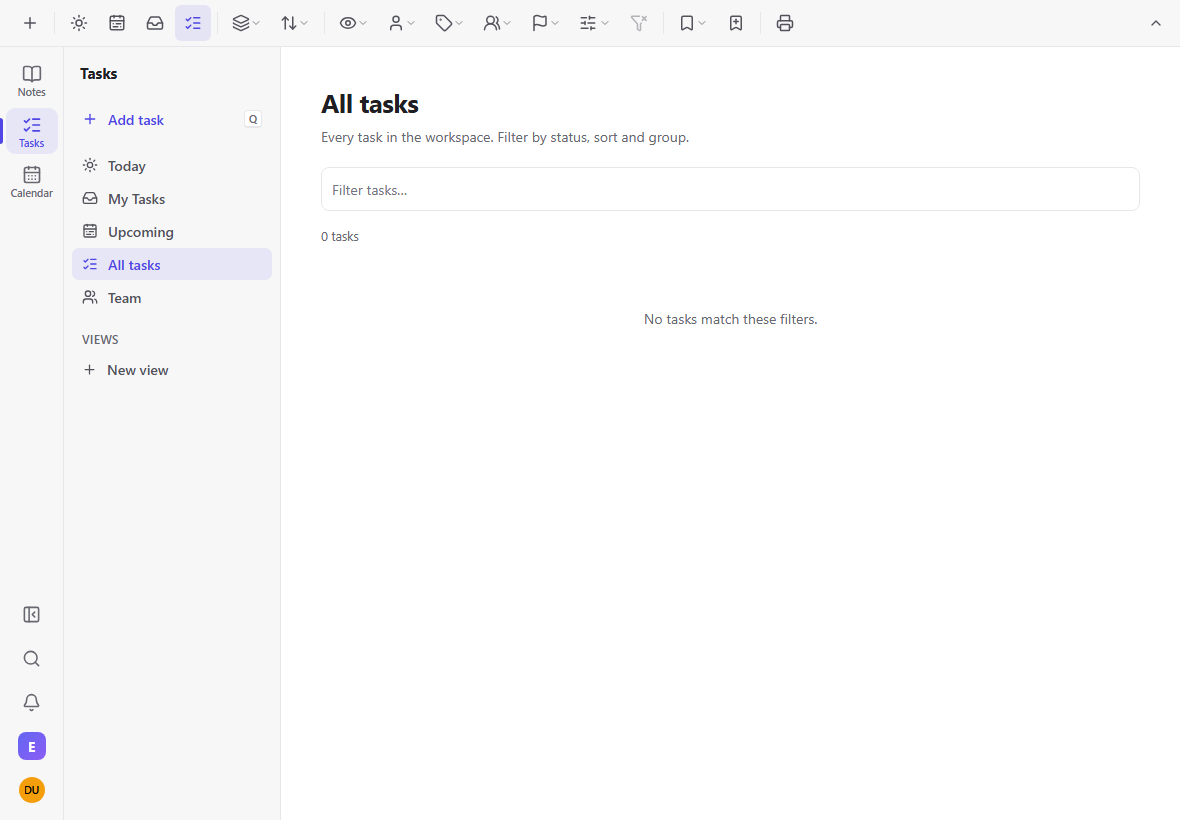 Notes
Tasks
Calendar
E
DU
Tasks
Add task
Q
Today
My Tasks
Upcoming
All tasks
Team
VIEWS
New view
All tasks
Every task in the workspace. Filter by status, sort and group.
Filter tasks...
0 tasks
No tasks match these filters.